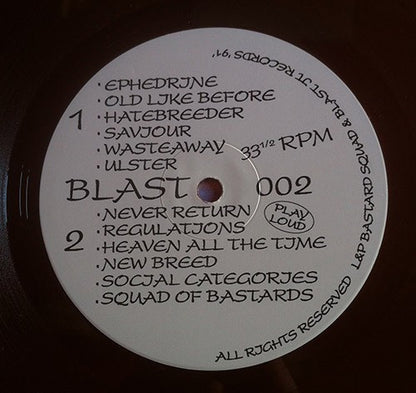 1
· EPHEDRINE
· OLD LIKE BEFORE
· HATEBREEDER
· SAVIOUR
· WASTEAWAY
· ULSTER
33 1/2 RPM
BLAST 002
2
· NEVER RETURN
· REGULATIONS
· HEAVEN ALL THE TIME
· NEW BREED
· SOCIAL CATEGORIES
· SQUAD OF BASTARDS
PLAY
LOUD
ALL RIGHTS RESERVED L&P BASTARD SQUAD & BLAST IT RECORDS '91'